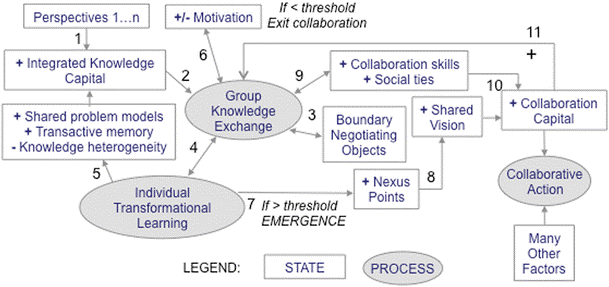 Perspectives 1…n
+/- Motivation
If < threshold
Exit collaboration
11
+
1
6
+ Integrated Knowledge
Capital
2
9
+ Collaboration skills
+ Social ties
Group
Knowledge
Exchange
10
+ Shared problem models
+ Transactive memory
- Knowledge heterogeneity
3
Boundary
Negotiating
Objects
+ Shared
Vision
+ Collaboration
Capital
4
5
Individual
Transformational
Learning
7
If > threshold
EMERGENCE
+ Nexus
Points
8
Collaborative
Action
Many
Other
Factors
LEGEND:
STATE
PROCESS